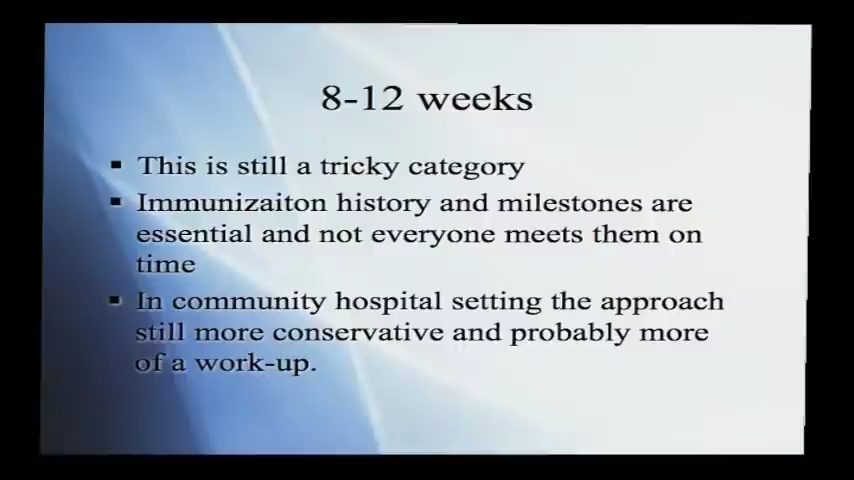 8-12 weeks
▪ This is still a tricky category
▪ Immunizaiton history and milestones are
essential and not everyone meets them on
time
▪ In community hospital setting the approach
still more conservative and probably more
of a work-up.